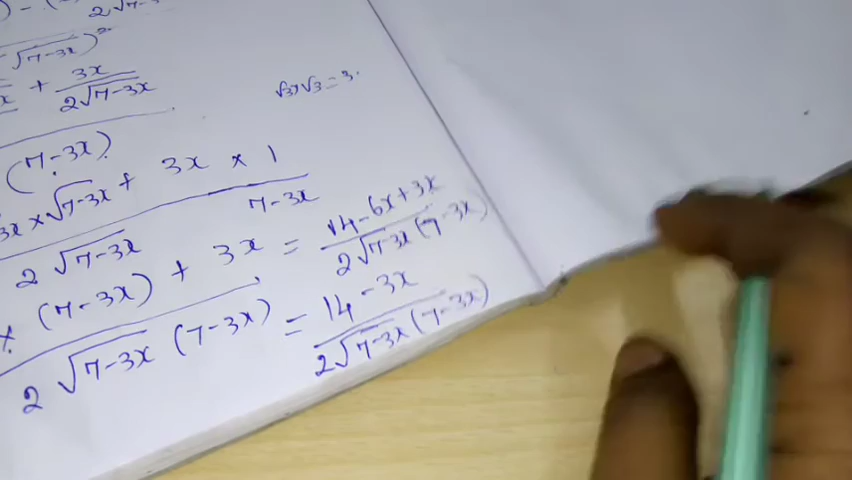 2√7-3
√7-3x)²
x + 3x / 2√7-3x
√3×√3 = 3.
(7-3x)
3x × √7-3x + 3x × 1
2√7-3x 7-3x
× (7-3x) + 3x = 14-6x+3x / 2√7-3x (7-3x)
2√7-3x (7-3x) = 14-3x / 2√7-3x (7-3x)